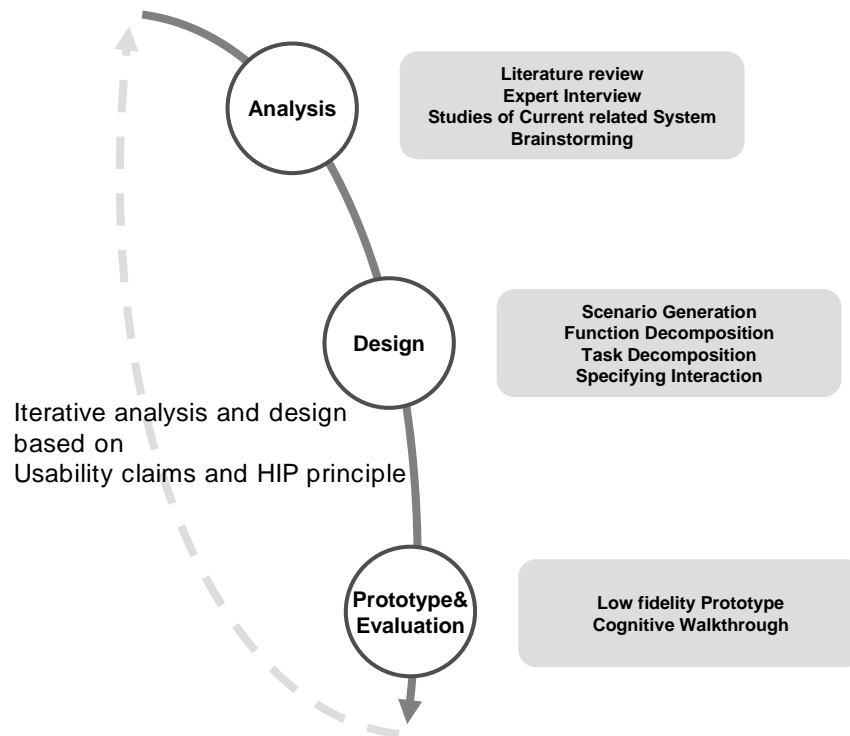 Analysis
Literature review
Expert Interview
Studies of Current related System
Brainstorming
Design
Scenario Generation
Function Decomposition
Task Decomposition
Specifying Interaction
Iterative analysis and design
based on
Usability claims and HIP principle
Prototype&
Evaluation
Low fidelity Prototype
Cognitive Walkthrough